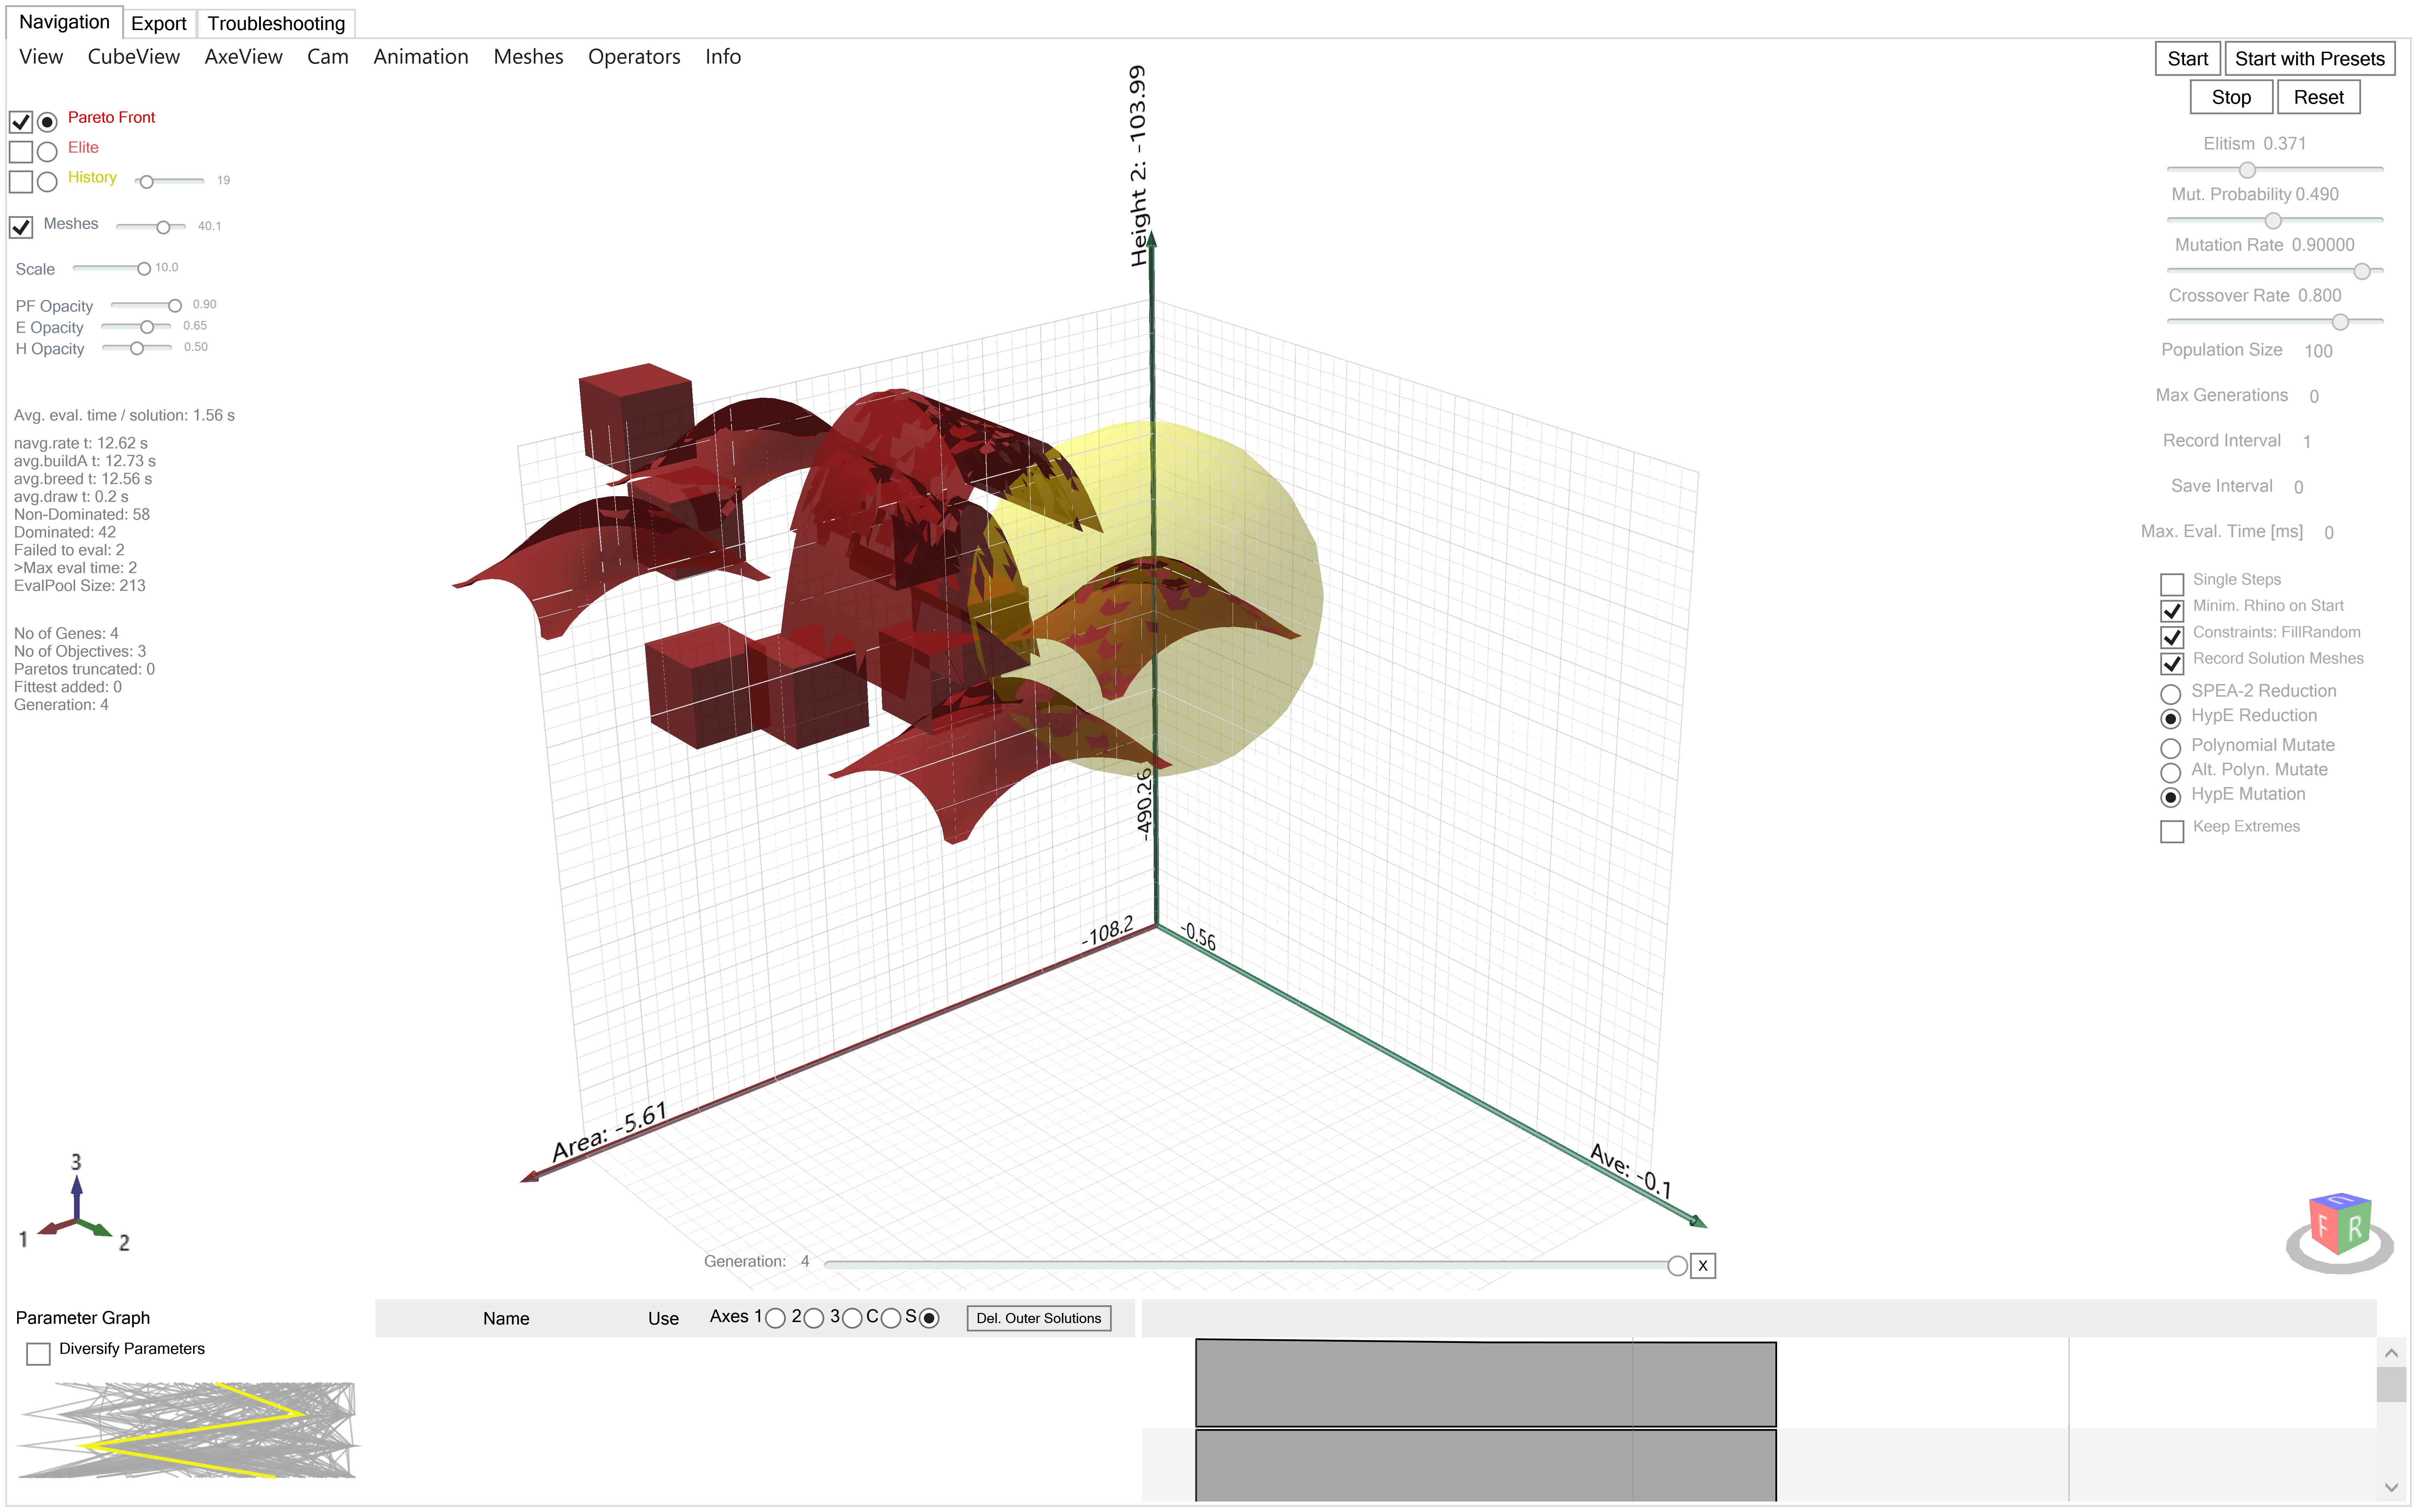 Navigation Export Troubleshooting
View CubeView AxeView Cam Animation Meshes Operators Info
Start Start with Presets
Stop Reset
Pareto Front
Elite
History 19
Meshes 40.1
Scale 10.0
PF Opacity 0.90
E Opacity 0.65
H Opacity 0.50
Avg. eval. time / solution: 1.56 s
navg.rate t: 12.62 s
avg.buildA t: 12.73 s
avg.breed t: 12.56 s
avg.draw t: 0.2 s
Non-Dominated: 58
Dominated: 42
Failed to eval: 2
>Max eval time: 2
EvalPool Size: 213
No of Genes: 4
No of Objectives: 3
Paretos truncated: 0
Fittest added: 0
Generation: 4
Height 2: -103.99
-490.26
-108.2
-0.56
Area: -5.61
Ave: -0.1
Elitism 0.371
Mut. Probability 0.490
Mutation Rate 0.90000
Crossover Rate 0.800
Population Size 100
Max Generations 0
Record Interval 1
Save Interval 0
Max. Eval. Time [ms] 0
Single Steps
Minim. Rhino on Start
Constraints: FillRandom
Record Solution Meshes
SPEA-2 Reduction
HypE Reduction
Polynomial Mutate
Alt. Polyn. Mutate
HypE Mutation
Keep Extremes
3
1
2
F R
Generation: 4 X
Parameter Graph
Diversify Parameters
Name Use Axes 1 2 3 C S Del. Outer Solutions